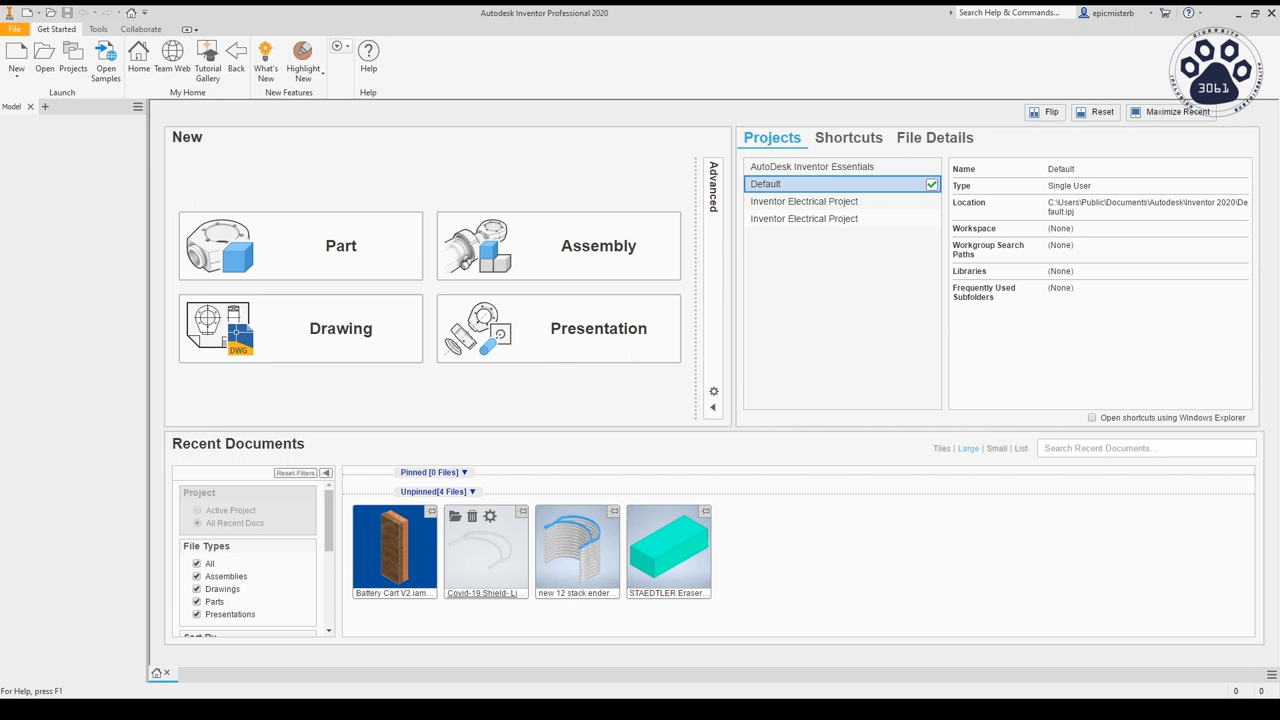 Autodesk Inventor Professional 2020
Search Help & Commands...
epicmisterb
File
Get Started
Tools
Collaborate
New
Open
Projects
Open Samples
Home
Team Web
Tutorial Gallery
Back
What's New
Highlight New
Help
Launch
My Home
New Features
Help
3061
Model
Flip
Reset
Maximize Recent
New
Advanced
Part
Assembly
Drawing
DWG
Presentation
Projects
Shortcuts
File Details
AutoDesk Inventor Essentials
Default
Inventor Electrical Project
Inventor Electrical Project
Name Default
Type Single User
Location C:\Users\Public\Documents\Autodesk\Inventor 2020\De
fault.ipj
Workspace (None)
Workgroup Search (None)
Paths
Libraries (None)
Frequently Used (None)
Subfolders
Open shortcuts using Windows Explorer
Recent Documents
Tiles | Large | Small | List
Search Recent Documents...
Reset Filters
Project
Active Project
All Recent Docs
File Types
All
Assemblies
Drawings
Parts
Presentations
Pinned [0 Files]
Unpinned[4 Files]
Battery Cart V2.iam...
Covid-19 Shield- Li...
new 12 stack ender...
STAEDTLER Eraser...
For Help, press F1
0 0